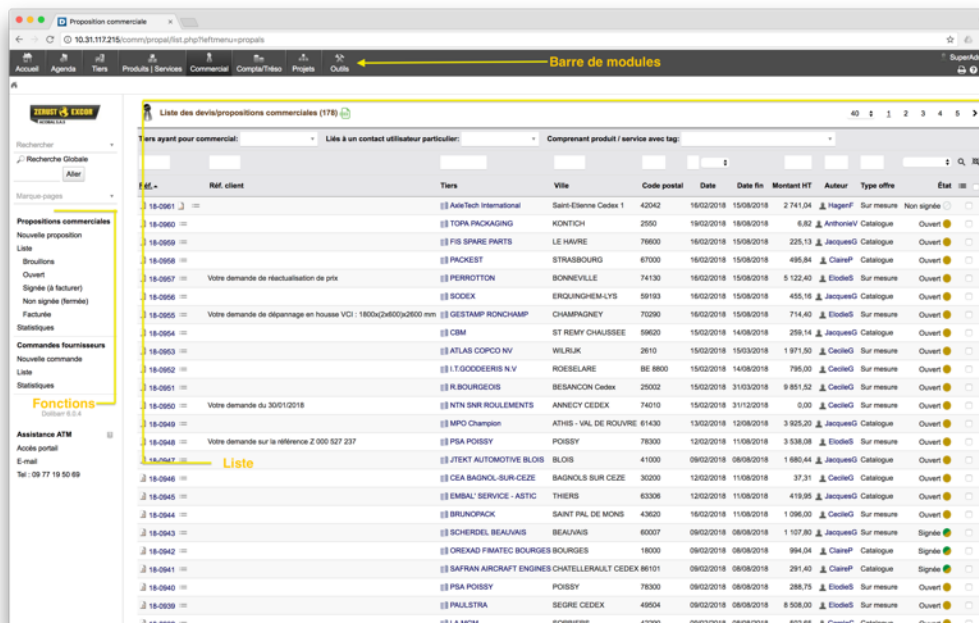 Proposition commerciale ×
10.31.117.215/comm/propal/list.php?leftmenu=propals
Accueil Agenda Tiers Produits | Services Commercial Compta/Tréso Projets Outils
Barre de modules
SuperAdm
ZERUST EXCOR
Liste des devis/propositions commerciales (178)
40 1 2 3 4 5
Tiers ayant pour commercial: Liés à un contact utilisateur particulier: Comprenant produit / service avec tag:
Rechercher
Recherche Globale
Aller
Marque-pages
Propositions commerciales
Nouvelle proposition
Liste
Brouillons
Ouvert
Signée (à facturer)
Non signée (fermée)
Facturée
Statistiques
Commandes fournisseurs
Nouvelle commande
Liste
Statistiques
Fonctions
Dolibarr 6.0.4
Assistance ATM
Accès portail
E-mail
Tel : 09 77 19 50 69
Réf. Réf. client Tiers Ville Code postal Date Date fin Montant HT Auteur Type offre État
18-0961 AxleTech International Saint-Etienne Cedex 1 42042 16/02/2018 15/08/2018 2 741,04 HagenF Sur mesure Non signée
18-0960 TOPA PACKAGING KONTICH 2550 19/02/2018 18/08/2018 6,82 AnthonieV Catalogue Ouvert
18-0959 FIS SPARE PARTS LE HAVRE 76600 16/02/2018 15/08/2018 225,13 JacquesG Catalogue Ouvert
18-0958 PACKEST STRASBOURG 67000 16/02/2018 15/08/2018 495,84 ClaireP Catalogue Ouvert
18-0957 Votre demande de réactualisation de prix PERROTTON BONNEVILLE 74130 16/02/2018 15/08/2018 5 122,40 ElodieS Sur mesure Ouvert
18-0956 SODEX ERQUINGHEM-LYS 59193 16/02/2018 15/08/2018 455,16 JacquesG Catalogue Ouvert
18-0955 Votre demande de dépannage en housse VCI : 1800x(2x600)x2600 mm GESTAMP RONCHAMP CHAMPAGNEY 70290 16/02/2018 15/08/2018 714,40 ElodieS Sur mesure Ouvert
18-0954 CBM ST REMY CHAUSSEE 59620 15/02/2018 14/08/2018 259,14 JacquesG Catalogue Ouvert
18-0953 ATLAS COPCO NV WILRIJK 2610 15/02/2018 15/03/2018 1 971,50 CecileG Sur mesure Ouvert
18-0952 I.T.GODDEERIS N.V ROESELARE BE 8800 15/02/2018 14/08/2018 795,00 CecileG Sur mesure Ouvert
18-0951 R.BOURGEOIS BESANCON Cedex 25002 15/02/2018 31/03/2018 9 851,52 CecileG Sur mesure Ouvert
18-0950 Votre demande du 30/01/2018 NTN SNR ROULEMENTS ANNECY CEDEX 74010 15/02/2018 31/12/2018 0,00 CecileG Sur mesure Ouvert
18-0949 MPO Champion ATHIS - VAL DE ROUVRE 61430 13/02/2018 12/08/2018 3 925,20 JacquesG Sur mesure Ouvert
18-0948 Votre demande sur la référence Z 000 527 237 PSA POISSY POISSY 78300 12/02/2018 11/08/2018 3 538,08 ElodieS Sur mesure Ouvert
18-0947 JTEKT AUTOMOTIVE BLOIS BLOIS 41000 09/02/2018 08/08/2018 1 680,44 JacquesG Catalogue Ouvert
Liste
18-0946 CEA BAGNOL-SUR-CEZE BAGNOLS SUR CEZE 30200 12/02/2018 11/08/2018 37,31 CecileG Catalogue Ouvert
18-0945 EMBAL' SERVICE - ASTIC THIERS 63306 12/02/2018 11/08/2018 419,95 JacquesG Catalogue Ouvert
18-0944 BRUNOPACK SAINT PAL DE MONS 43620 16/02/2018 11/08/2018 1 096,00 CecileG Sur mesure Ouvert
18-0943 SCHERDEL BEAUVAIS BEAUVAIS 60007 09/02/2018 08/08/2018 1 107,80 JacquesG Sur mesure Signée
18-0942 OREXAD FIMATEC BOURGES BOURGES 18000 09/02/2018 08/08/2018 994,04 ClaireP Catalogue Signée
18-0941 SAFRAN AIRCRAFT ENGINES CHATELLERAULT CEDEX 86101 09/02/2018 08/08/2018 291,40 ClaireP Catalogue Signée
18-0940 PSA POISSY POISSY 78300 09/02/2018 08/08/2018 288,75 ElodieS Sur mesure Ouvert
18-0939 PAULSTRA SEGRE CEDEX 49504 09/02/2018 08/08/2018 8 508,00 ElodieS Sur mesure Ouvert